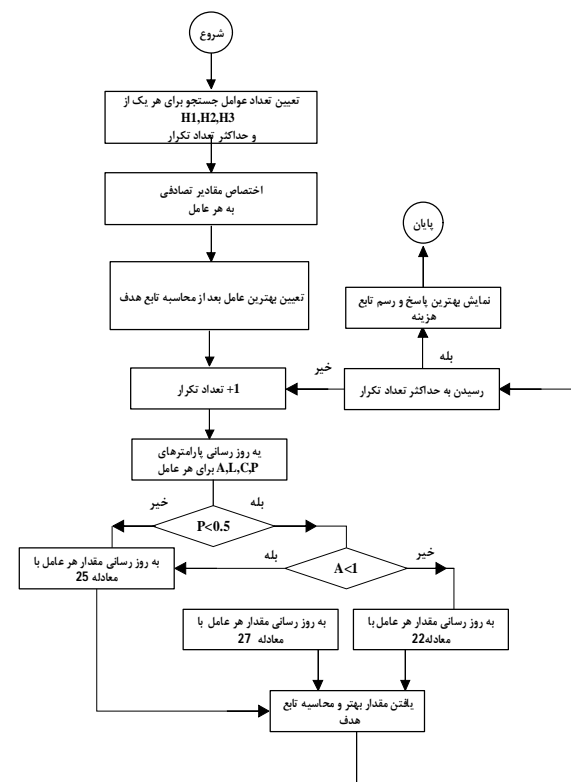 شروع
تعیین تعداد عوامل جستجو برای هر یک از
H1,H2,H3
و حداکثر تعداد تکرار
اختصاص مقادیر تصادفی
به هر عامل
تعیین بهترین عامل بعد از محاسبه تابع هدف
پایان
نمایش بهترین پاسخ و رسم تابع
هزینه
بله
خیر
رسیدن به حداکثر تعداد تکرار
+1 تعداد تکرار
به روز رسانی پارامترهای
A,L,C,P برای هر عامل
خیر
بله
P<0.5
به روز رسانی مقدار هر عامل با
معادله 25
بله
خیر
A<1
به روز رسانی مقدار هر عامل با
معادله 27
به روز رسانی مقدار هر عامل با
معادله22
یافتن مقدار بهتر و محاسبه تابع
هدف